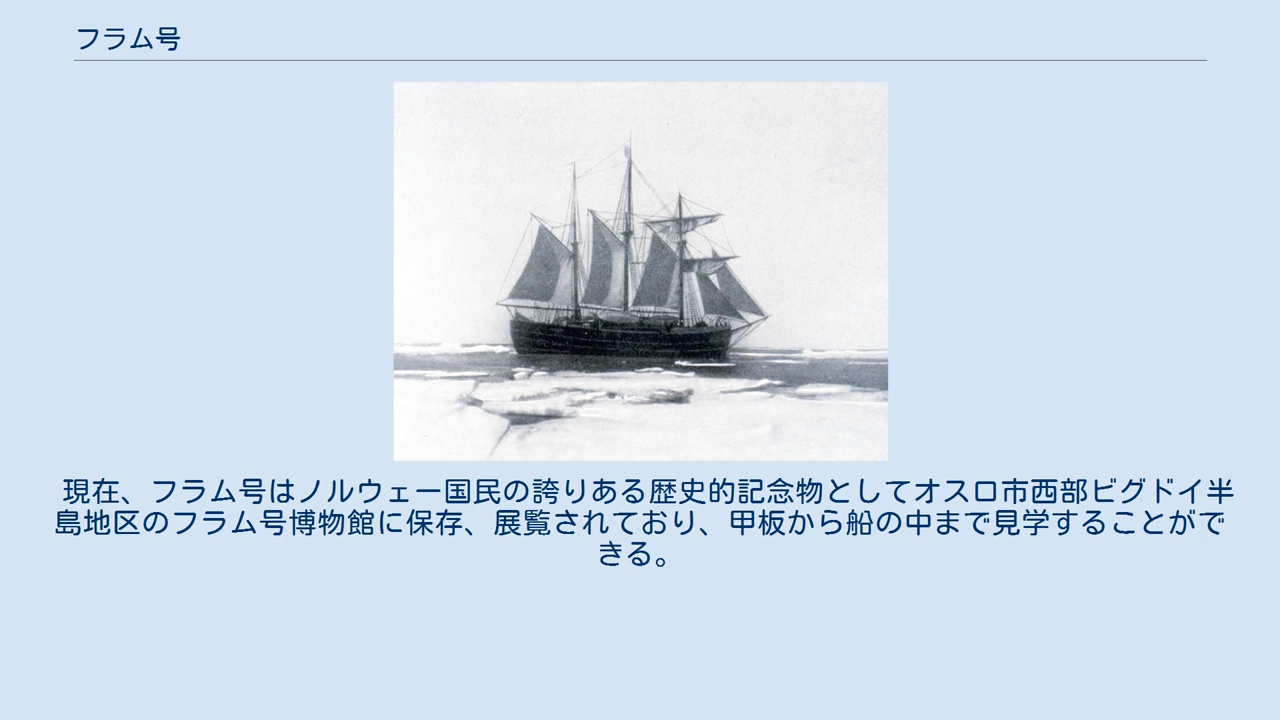 フラム号
現在、フラム号はノルウェー国民の誇りある歴史的記念物としてオスロ市西部ビグドイ半
島地区のフラム号博物館に保存、展覧されており、甲板から船の中まで見学することがで
きる。